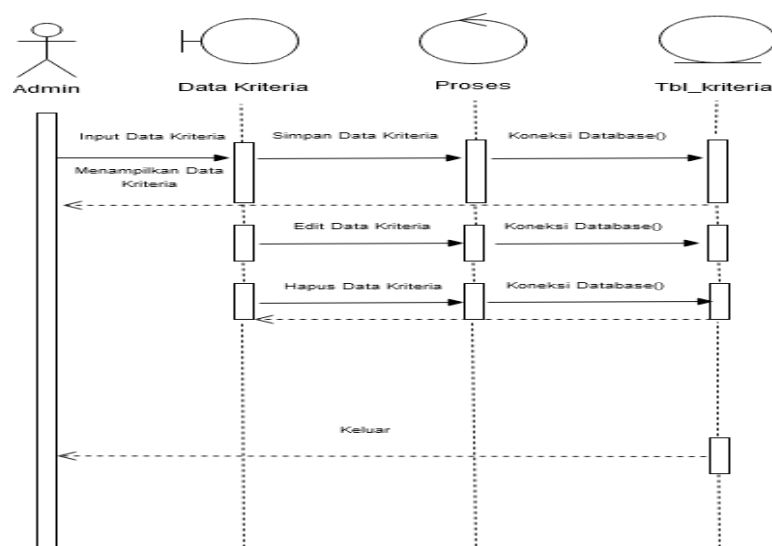 Admin
Data Kriteria
Proses
Tbl_kriteria
Input Data Kriteria
Simpan Data Kriteria
Koneksi Database()
Menampilkan Data
Kriteria
Edit Data Kriteria
Koneksi Database()
Hapus Data Kriteria
Koneksi Database()
Keluar